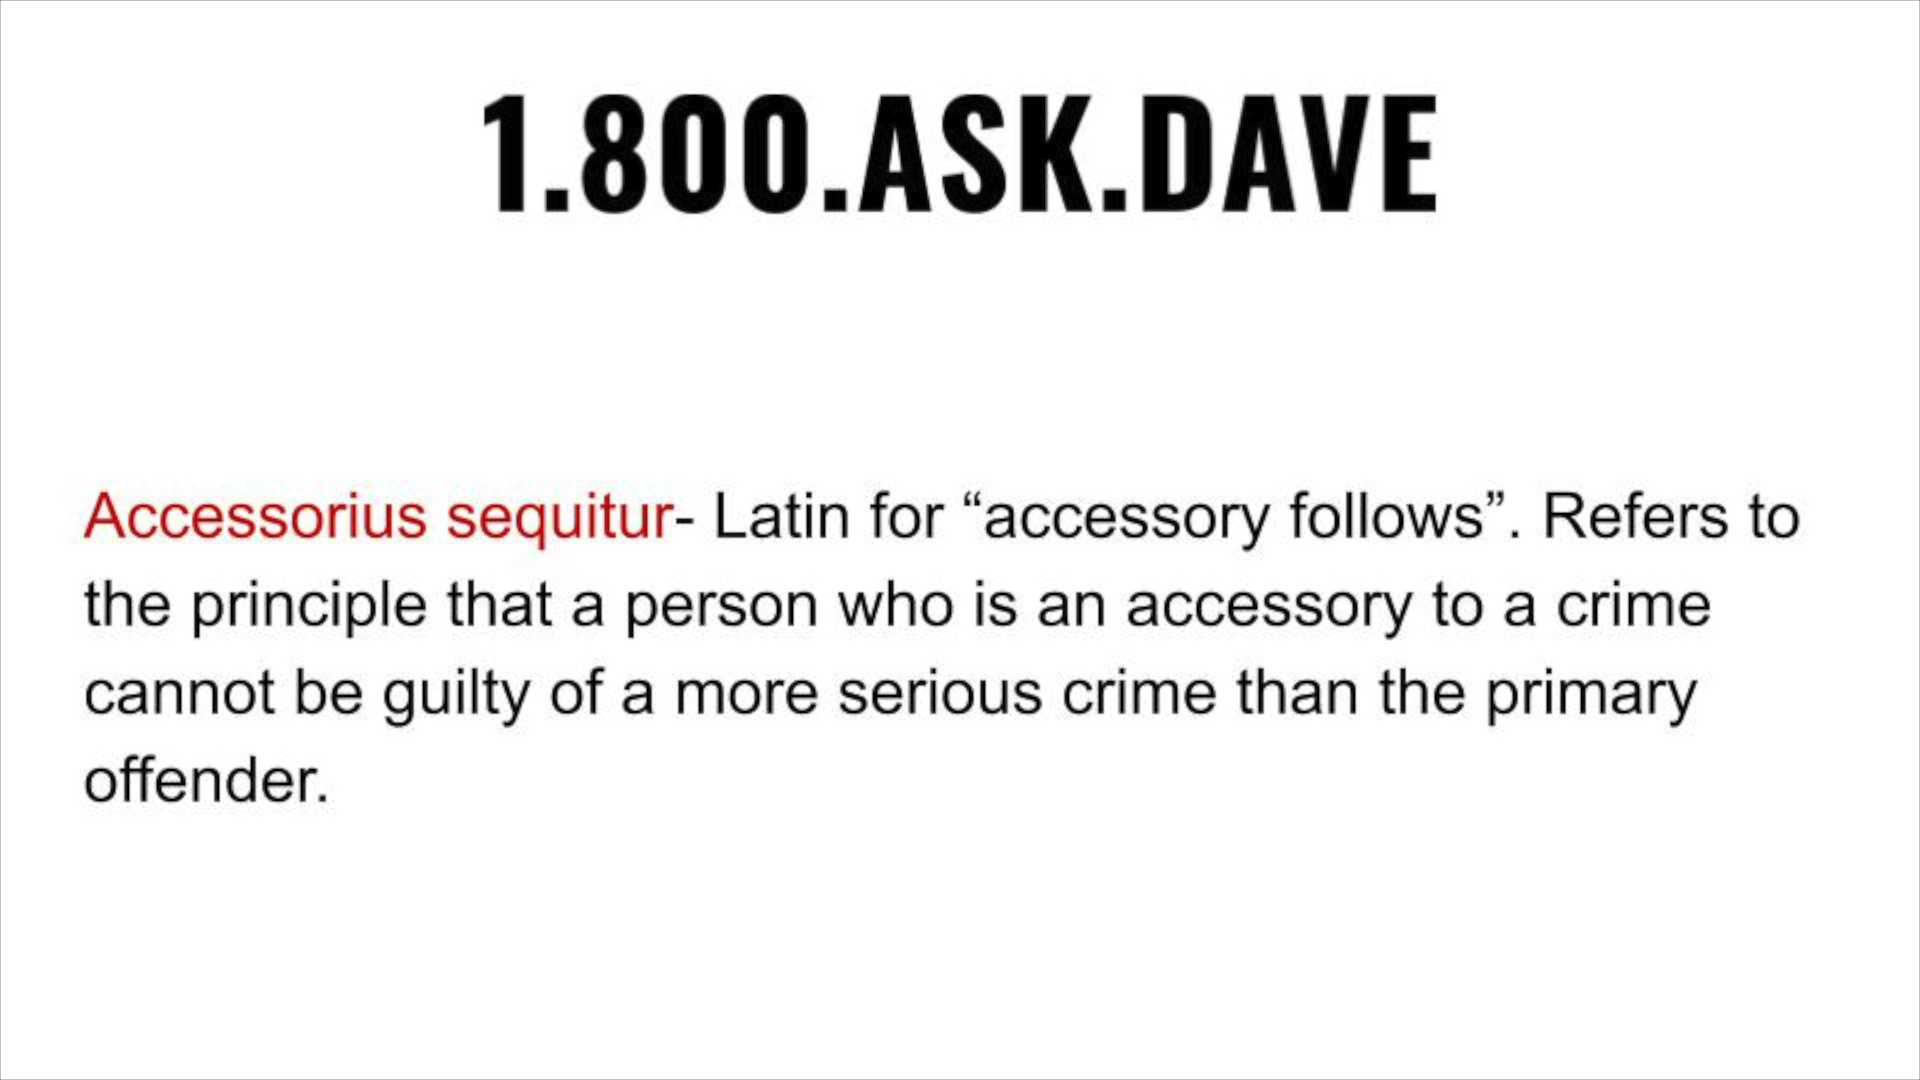 1.800.ASK.DAVE
Accessorius sequitur- Latin for “accessory follows”. Refers to
the principle that a person who is an accessory to a crime
cannot be guilty of a more serious crime than the primary
offender.